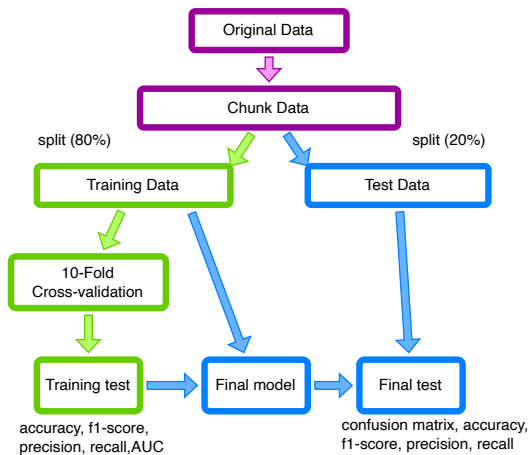 Original Data
Chunk Data
split (80%)
split (20%)
Training Data
Test Data
10-Fold
Cross-validation
Training test
Final model
Final test
accuracy, f1-score,
precision, recall,AUC
confusion matrix, accuracy,
f1-score, precision, recall